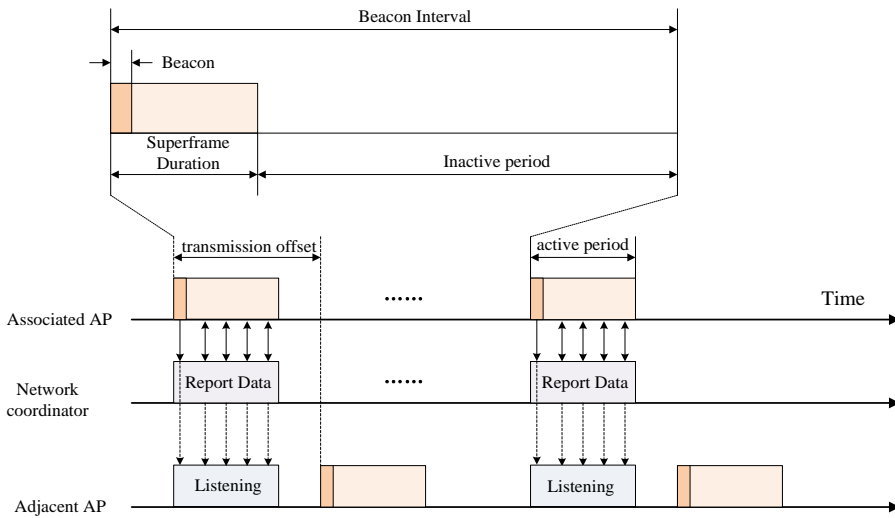 Beacon Interval
Beacon
Superframe
Duration
Inactive period
transmission offset
active period
......
Time
Associated AP
Report Data
......
Report Data
Network
coordinator
Listening
Listening
Adjacent AP